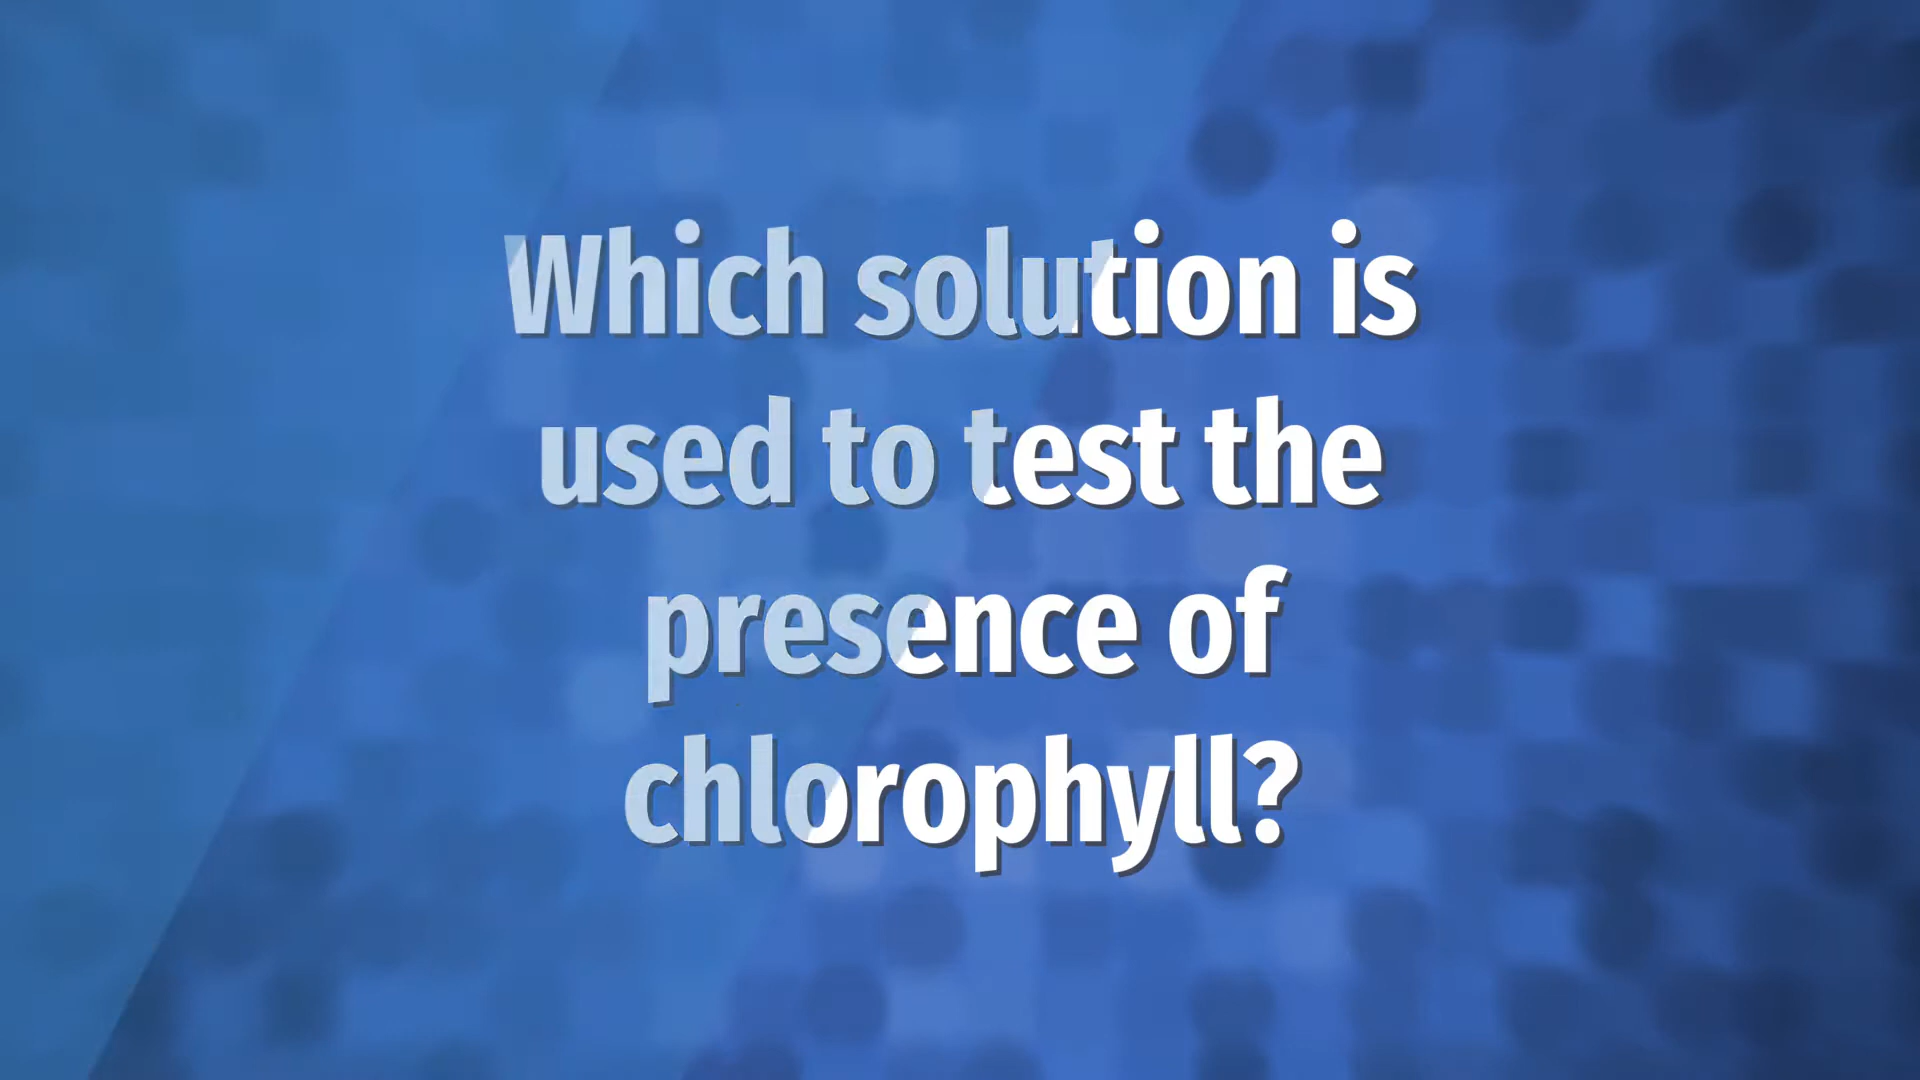 Which solution is
used to test the
presence of
chlorophyll?